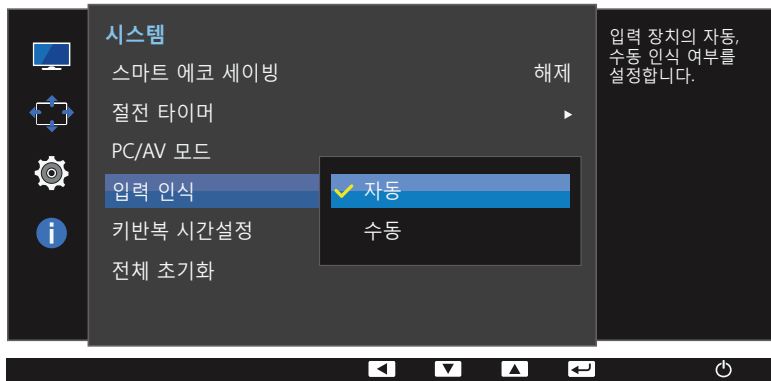 시스템
스마트 에코 세이빙 해제
절전 타이머
PC/AV 모드
입력 인식 자동
키반복 시간설정 수동
전체 초기화
입력 장치의 자동,
수동 인식 여부를
설정합니다.